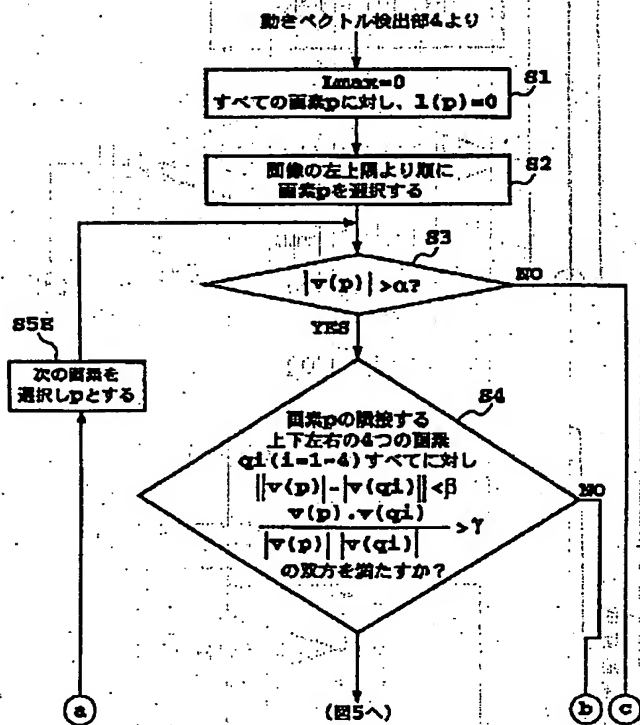 動きベクトル検出部4より
Lmax=0
すべての画素pに対し、l(p)=0
S1
画像の左上隅より順に
画素pを選択する
S2
S3
|v(p)|>α?
NO
YES
S5E
次の画素を
選択しpとする
S4
画素pの隣接する
上下左右の4つの画素
qi(i=1~4)すべてに対し
||v(p)|-|v(qi)||<β
v(p).v(qi)
|v(p)||v(qi)|
>γ
の双方を満たすか?
NO
a
(図5へ)
b
c